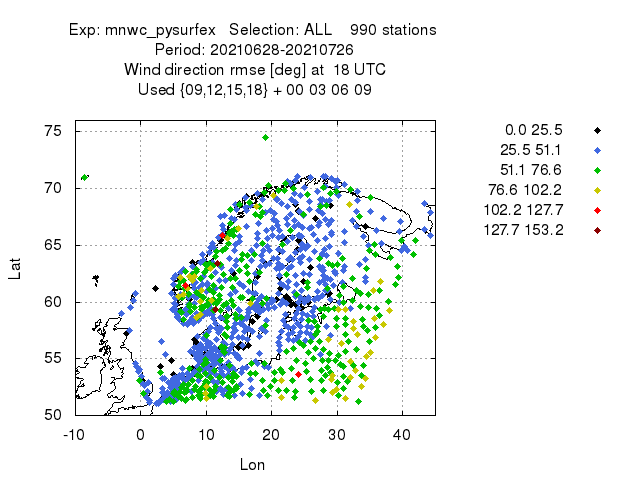 Exp: mnwc_pysurfex Selection: ALL 990 stations
Period: 20210628-20210726
Wind direction rmse [deg] at 18 UTC
Used {09,12,15,18} + 00 03 06 09
0.0 25.5
25.5 51.1
51.1 76.6
76.6 102.2
102.2 127.7
127.7 153.2
75
70
65
60
55
50
-10 0 10 20 30 40
Lat
Lon